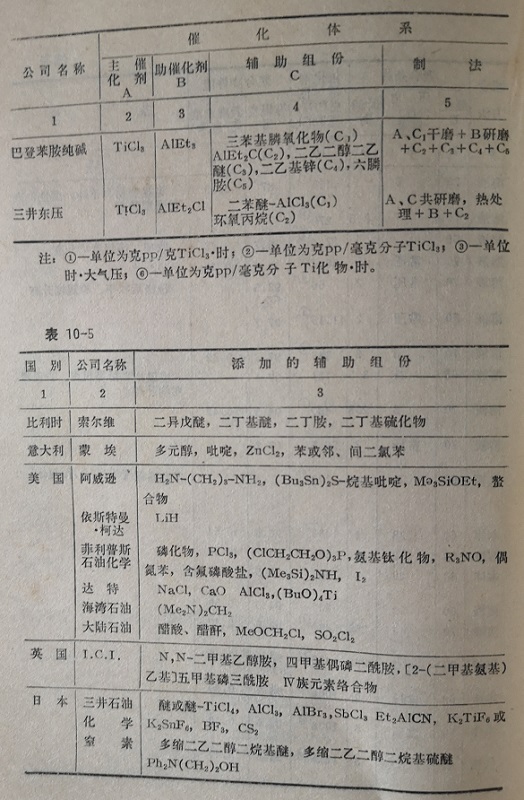 催化体系
公司名称 主催化剂 A 助催化剂 B 辅助组份 C 制法
1 2 3 4 5
巴登苯胺纯碱 TiCl₃ AlEt₃ 三苯基膦氧化物(C₁) A、C₁干磨+B研磨
AlEt₂C(C₂),二乙二醇二乙 +C₂+C₃+C₄+C₅
醚(C₃),二乙基锌(C₄),六膦
胺(C₅)
三井东压 TiCl₃ AlEt₂Cl 二苯醚-AlCl₃(C₁) A、C共研磨,热处
环氧丙烷(C₂) 理+B+C₂
注:①—单位为克pp/克TiCl₃·时;②—单位为克pp/毫克分子TiCl₃;③—单位
时·大气压;⑥—单位为克pp/毫克分子Ti化物·时。
表 10-5
国别 公司名称 添加的辅助组份
1 2 3
比利时 索尔维 二异戊醚,二丁基醚,二丁胺,二丁基硫化物
意大利 蒙埃 多元醇,吡啶,ZnCl₂,苯或邻、间二氯苯
美国 阿威逊 H₂N-(CH₂)₃-NH₂,(Bu₃Sn)₂S-烷基吡啶,Me₃SiOEt,螯
合物
依斯特曼 LiH
·柯达
菲利普斯 磷化物,PCl₃,(ClCH₂CH₂O)₃P,氨基钛化物,R₃NO,偶
石油化学 氮苯,含氟磷酸盐,(Me₃Si)₂NH,I₂
达特 NaCl,CaO AlCl₃,(BuO)₄Ti
海湾石油 (Me₂N)₂CH₂
大陆石油 醋酸、醋酐,MeOCH₂Cl,SO₂Cl₂
英国 I.C.I. N,N-二甲基乙醇胺,四甲基偶磷二酰胺,〔2-(二甲基氨基)
乙基〕五甲基磷三酰胺 Ⅳ族元素络合物
日本 三井石油 醚或醚-TiCl₄,AlCl₃,AlBr₃,SbCl₃ Et₂AlCN,K₂TiF₆或
化学 K₂SnF₆,BF₃,CS₂
窒素 多缩二乙二醇二烷基醚,多缩二乙二醇二烷基硫醚
Ph₂N(CH₂)₂OH